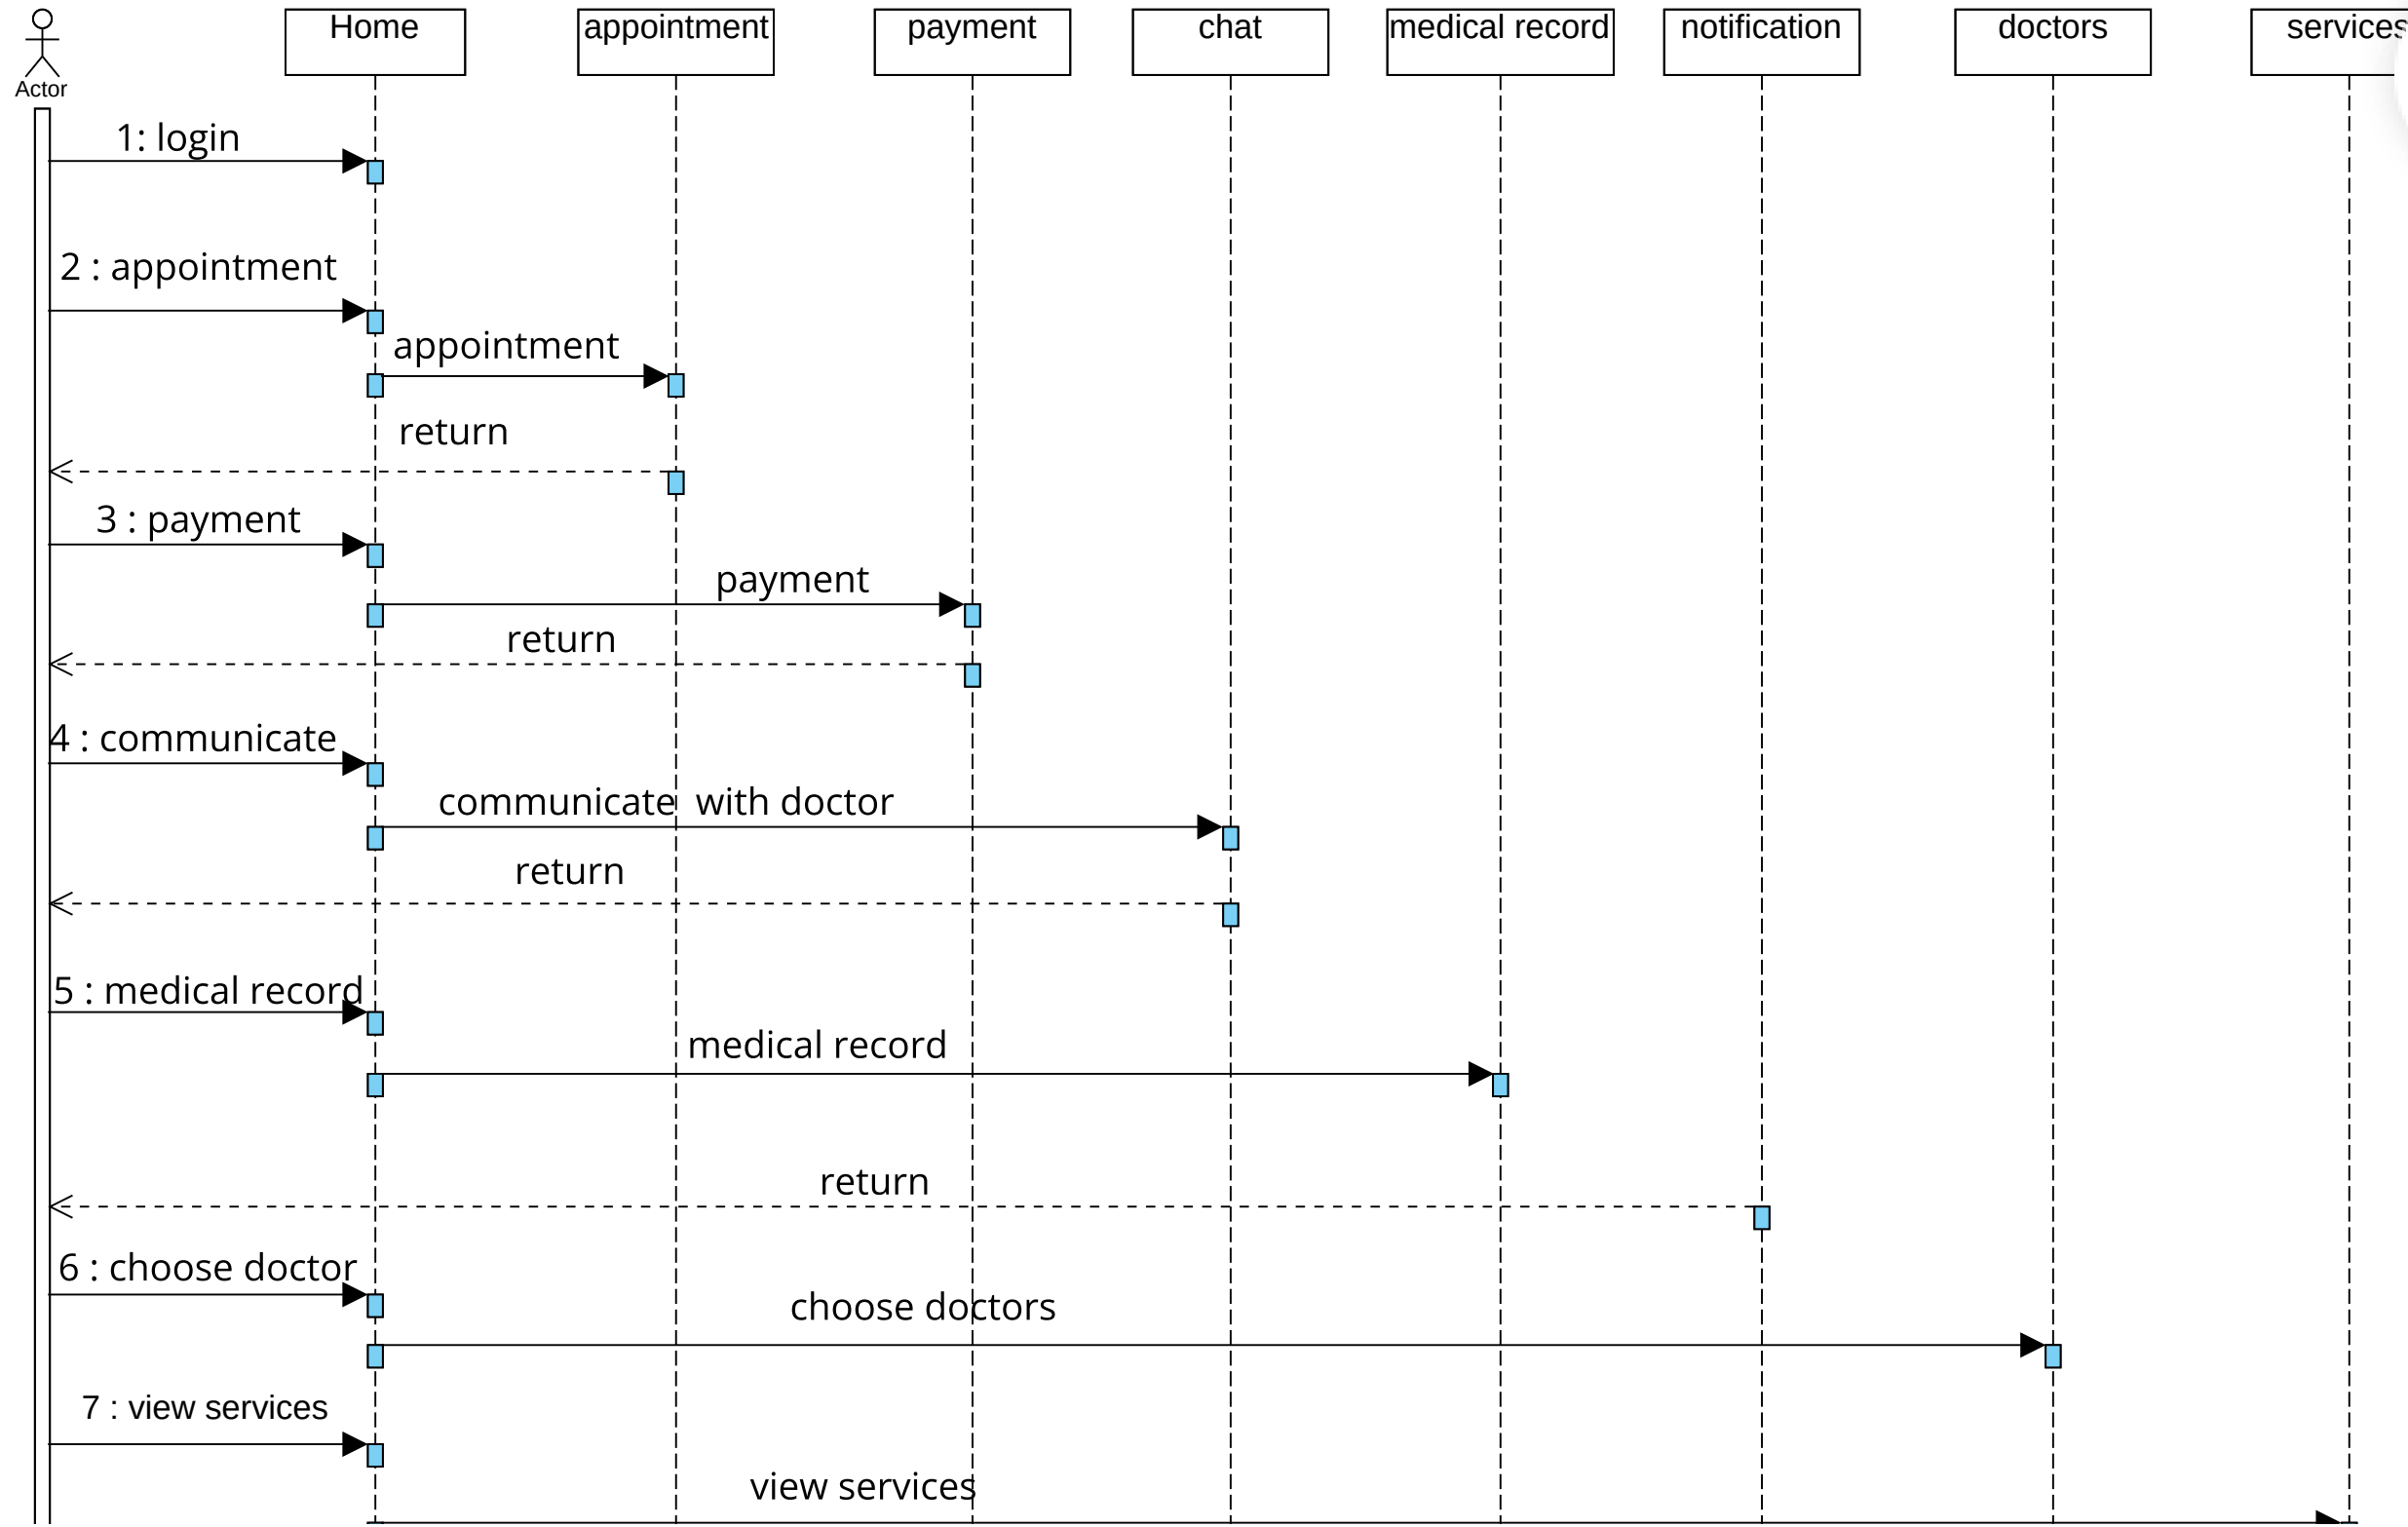 Actor
Home
appointment
payment
chat
medical record
notification
doctors
services
1: login
2 : appointment
appointment
return
3 : payment
payment
return
4 : communicate
communicate with doctor
return
5 : medical record
medical record
return
6 : choose doctor
choose doctors
7 : view services
view services